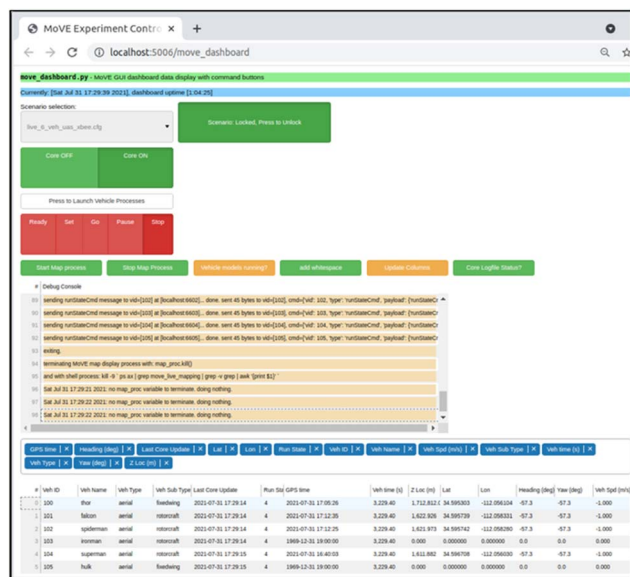 MoVE Experiment Contro × +
localhost:5006/move_dashboard
move_dashboard.py - MoVE GUI dashboard data display with command buttons
Currently: [Sat Jul 31 17:29:39 2021], dashboard uptime [1:04:25]
Scenario selection:
live_6_veh_uas_xbee.cfg
Scenario: Locked, Press to Unlock
Core OFF Core ON
Press to Launch Vehicle Processes
Ready Set Go Pause Stop
Start Map process Stop Map Process Vehicle models running? add whitespace Update Columns Core Logfile Status?
# Debug Console
89 sending runStateCmd message to vid=[102] at [localhost:6602]... done. sent 45 bytes to vid=[102], cmd={'vid': 102, 'type': 'runStateCmd', 'payload': {'runStateC
90 sending runStateCmd message to vid=[103] at [localhost:6603]... done. sent 45 bytes to vid=[103], cmd={'vid': 103, 'type': 'runStateCmd', 'payload': {'runStateC
91 sending runStateCmd message to vid=[104] at [localhost:6604]... done. sent 45 bytes to vid=[104], cmd={'vid': 104, 'type': 'runStateCmd', 'payload': {'runStateC
92 sending runStateCmd message to vid=[105] at [localhost:6605]... done. sent 45 bytes to vid=[105], cmd={'vid': 105, 'type': 'runStateCmd', 'payload': {'runStateC
93 exiting.
94 terminating MoVE map display process with: map_proc.kill()
95 and with shell process: kill -9 ` ps ax | grep move_live_mapping | grep -v grep | awk '{print $1}' `
96 Sat Jul 31 17:29:21 2021: no map_proc variable to terminate. doing nothing.
97 Sat Jul 31 17:29:22 2021: no map_proc variable to terminate. doing nothing.
98 Sat Jul 31 17:29:22 2021: no map_proc variable to terminate. doing nothing.
GPS time | × Heading (deg) | × Last Core Update | × Lat | × Lon | × Run State | × Veh ID | × Veh Name | × Veh Spd (m/s) | × Veh Sub Type | × Veh time (s) | ×
Veh Type | × Yaw (deg) | × Z Loc (m) | ×
# Veh ID Veh Name Veh Type Veh Sub Type Last Core Update Run Sta GPS time Veh time (s) Z Loc (m) Lat Lon Heading (deg) Yaw (deg) Veh Spd (m/s)
0 100 thor aerial fixedwing 2021-07-31 17:29:14 4 2021-07-31 17:05:26 3,229.40 1,712.812 34.595303 -112.056104 -57.3 -57.3 -1.000
1 101 falcon aerial rotorcraft 2021-07-31 17:29:14 4 2021-07-31 17:12:35 3,229.40 1,622.926 34.595739 -112.058331 -57.3 -57.3 -1.000
2 102 spiderman aerial rotorcraft 2021-07-31 17:29:14 4 2021-07-31 17:12:25 3,229.40 1,621.973 34.595742 -112.058280 -57.3 -57.3 -1.000
3 103 ironman aerial rotorcraft 2021-07-31 17:29:14 4 1969-12-31 19:00:00 3,229.40 0.000 0.000000 0.000000 0.0 0.0 -1.000
4 104 superman aerial rotorcraft 2021-07-31 17:29:15 4 2021-07-31 16:40:03 3,229.40 1,611.882 34.596708 -112.056030 -57.3 -57.3 -1.000
5 105 hulk aerial fixedwing 2021-07-31 17:29:15 4 1969-12-31 19:00:00 3,229.40 0.000 0.000000 0.000000 0.0 0.0 -1.000